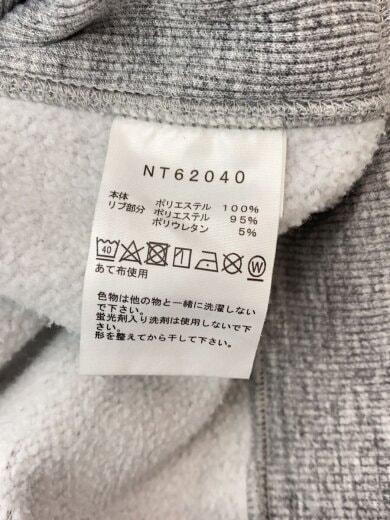 NT62040
本体 ポリエステル 100%
リブ部分 ポリエステル 95%
ポリウレタン 5%
40 W
あて布使用
色物は他の物と一緒に洗濯しない
で下さい。
蛍光剤入り洗剤は使用しないで下
さい。
形を整えてから干して下さい。